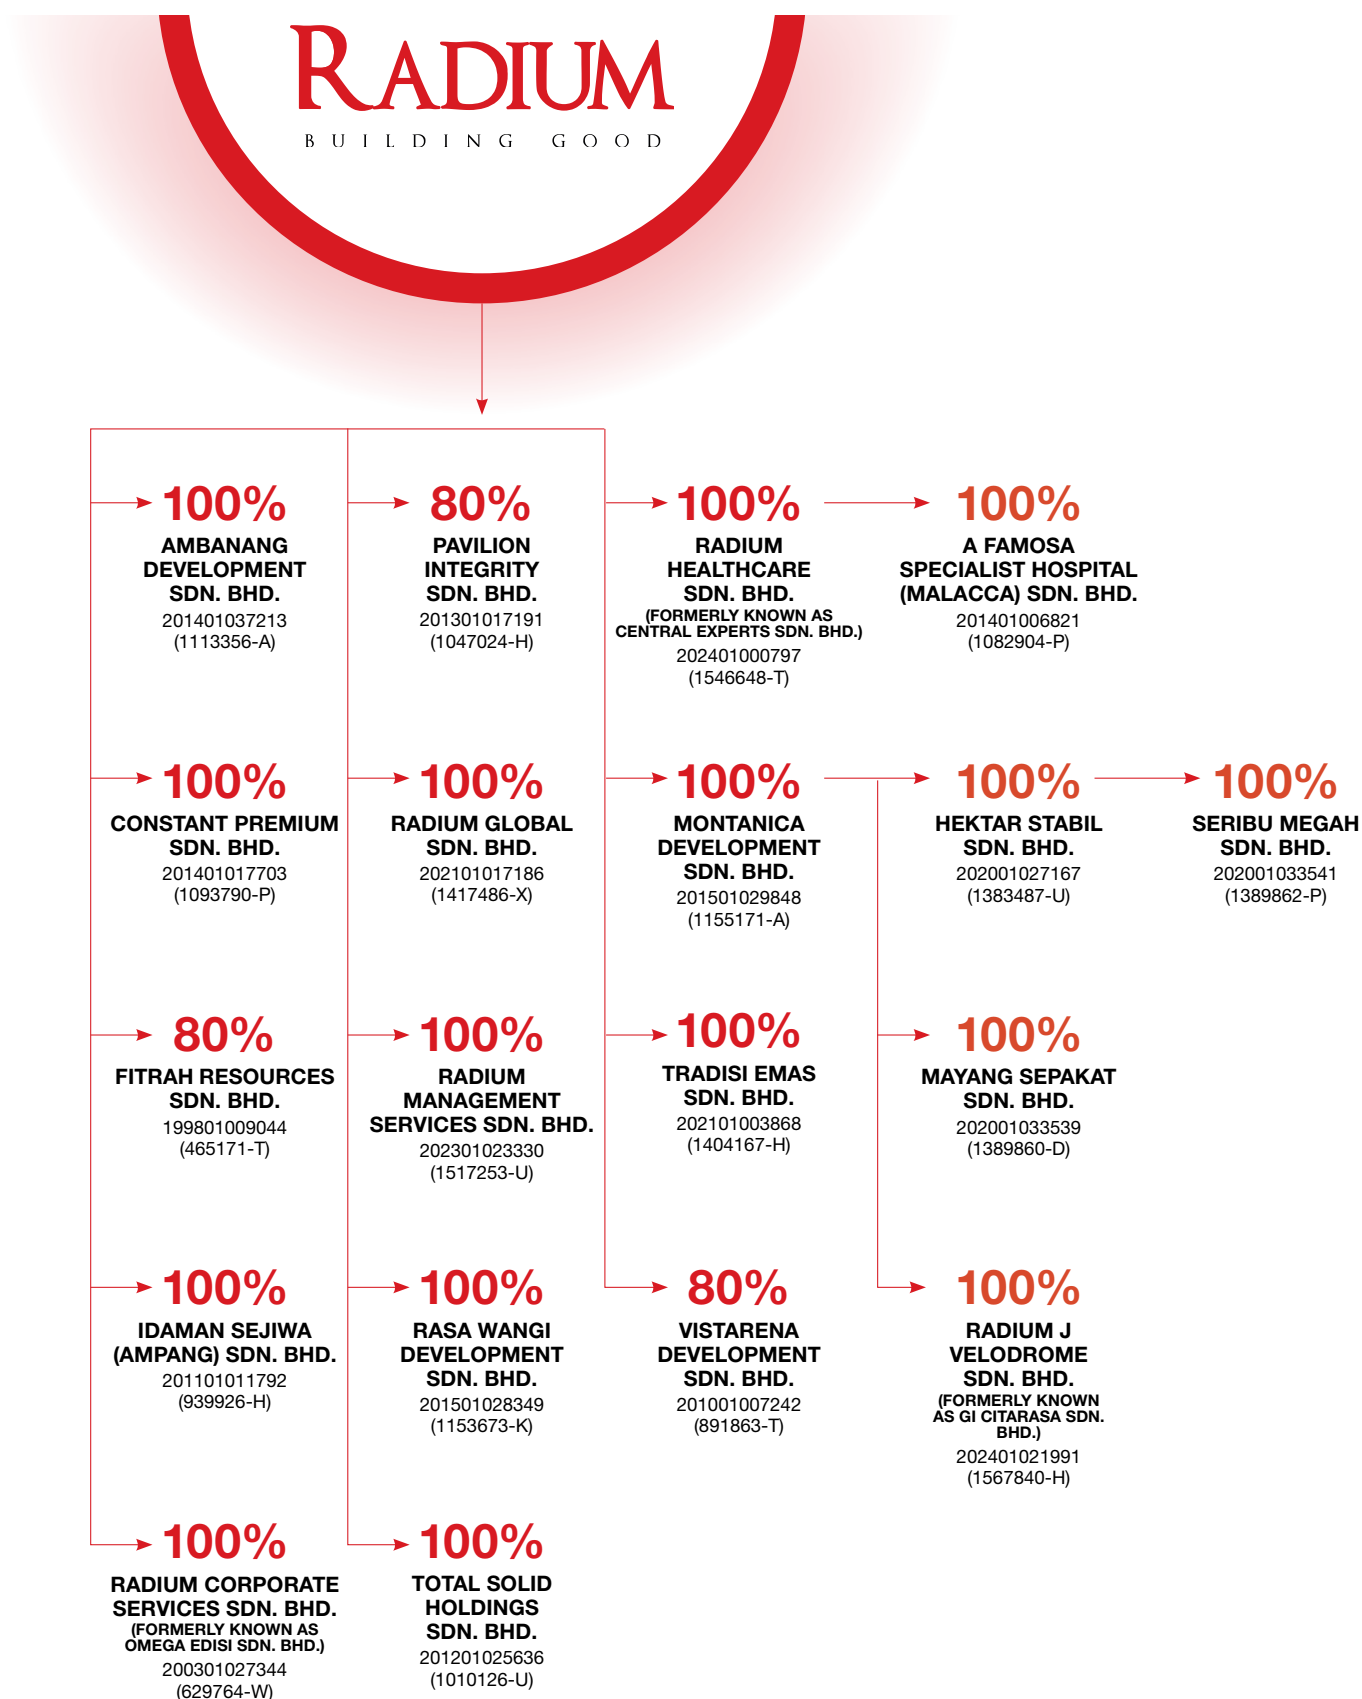 RADIUM
BUILDING GOOD
100%
AMBANANG
DEVELOPMENT
SDN. BHD.
201401037213
(1113356-A)
80%
PAVILION
INTEGRITY
SDN. BHD.
201301017191
(1047024-H)
100%
RADIUM
HEALTHCARE
SDN. BHD.
(FORMERLY KNOWN AS
CENTRAL EXPERTS SDN. BHD.)
202401000797
(1546648-T)
100%
A FAMOSA
SPECIALIST HOSPITAL
(MALACCA) SDN. BHD.
201401006821
(1082904-P)
100%
CONSTANT PREMIUM
SDN. BHD.
201401017703
(1093790-P)
100%
RADIUM GLOBAL
SDN. BHD.
202101017186
(1417486-X)
100%
MONTANICA
DEVELOPMENT
SDN. BHD.
201501029848
(1155171-A)
100%
HEKTAR STABIL
SDN. BHD.
202001027167
(1383487-U)
100%
SERIBU MEGAH
SDN. BHD.
202001033541
(1389862-P)
80%
FITRAH RESOURCES
SDN. BHD.
199801009044
(465171-T)
100%
RADIUM
MANAGEMENT
SERVICES SDN. BHD.
202301023330
(1517253-U)
100%
TRADISI EMAS
SDN. BHD.
202101003868
(1404167-H)
100%
MAYANG SEPAKAT
SDN. BHD.
202001033539
(1389860-D)
100%
IDAMAN SEJIWA
(AMPANG) SDN. BHD.
201101011792
(939926-H)
100%
RASA WANGI
DEVELOPMENT
SDN. BHD.
201501028349
(1153673-K)
80%
VISTARENA
DEVELOPMENT
SDN. BHD.
201001007242
(891863-T)
100%
RADIUM J
VELODROME
SDN. BHD.
(FORMERLY KNOWN
AS GI CITARASA SDN.
BHD.)
202401021991
(1567840-H)
100%
RADIUM CORPORATE
SERVICES SDN. BHD.
(FORMERLY KNOWN AS
OMEGA EDISI SDN. BHD.)
200301027344
(629764-W)
100%
TOTAL SOLID
HOLDINGS
SDN. BHD.
201201025636
(1010126-U)